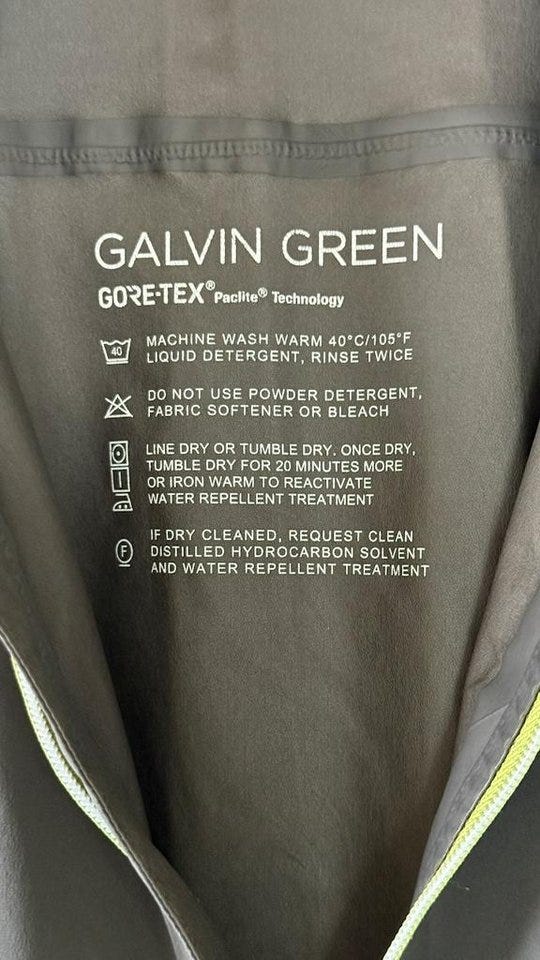 GALVIN GREEN
GORE-TEX® Paclite® Technology
40
MACHINE WASH WARM 40°C/105°F
LIQUID DETERGENT, RINSE TWICE
DO NOT USE POWDER DETERGENT,
FABRIC SOFTENER OR BLEACH
LINE DRY OR TUMBLE DRY. ONCE DRY,
TUMBLE DRY FOR 20 MINUTES MORE
OR IRON WARM TO REACTIVATE
WATER REPELLENT TREATMENT
F
IF DRY CLEANED, REQUEST CLEAN
DISTILLED HYDROCARBON SOLVENT
AND WATER REPELLENT TREATMENT